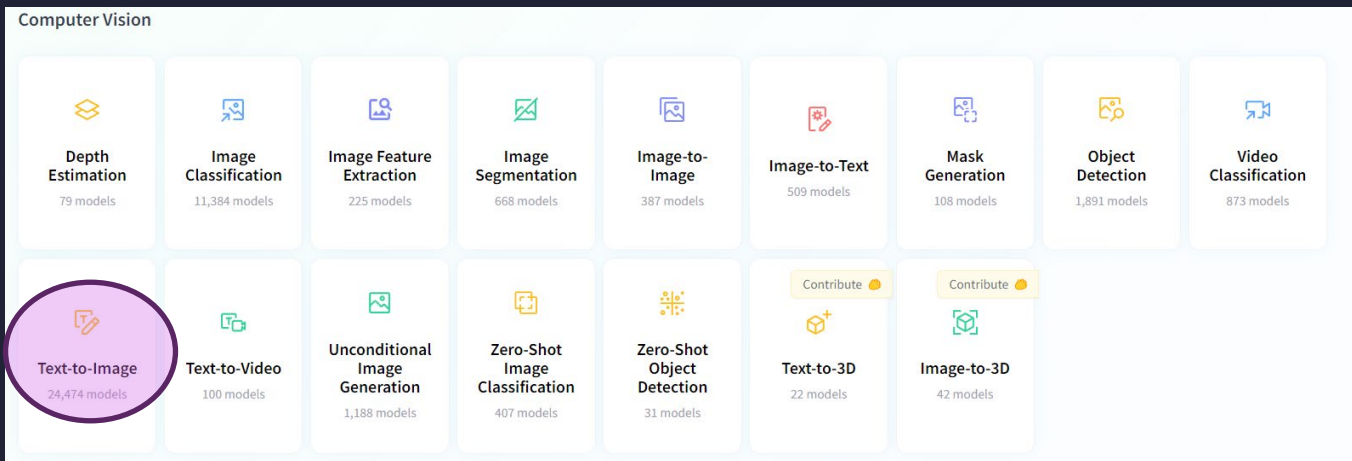 Computer Vision
Depth
Estimation
79 models
Image
Classification
11,384 models
Image Feature
Extraction
225 models
Image
Segmentation
668 models
Image-to-
Image
387 models
Image-to-Text
509 models
Mask
Generation
108 models
Object
Detection
1,891 models
Video
Classification
873 models
Text-to-Image
24,474 models
Text-to-Video
100 models
Unconditional
Image
Generation
1,188 models
Zero-Shot
Image
Classification
407 models
Zero-Shot
Object
Detection
31 models
Contribute
Text-to-3D
22 models
Contribute
Image-to-3D
42 models